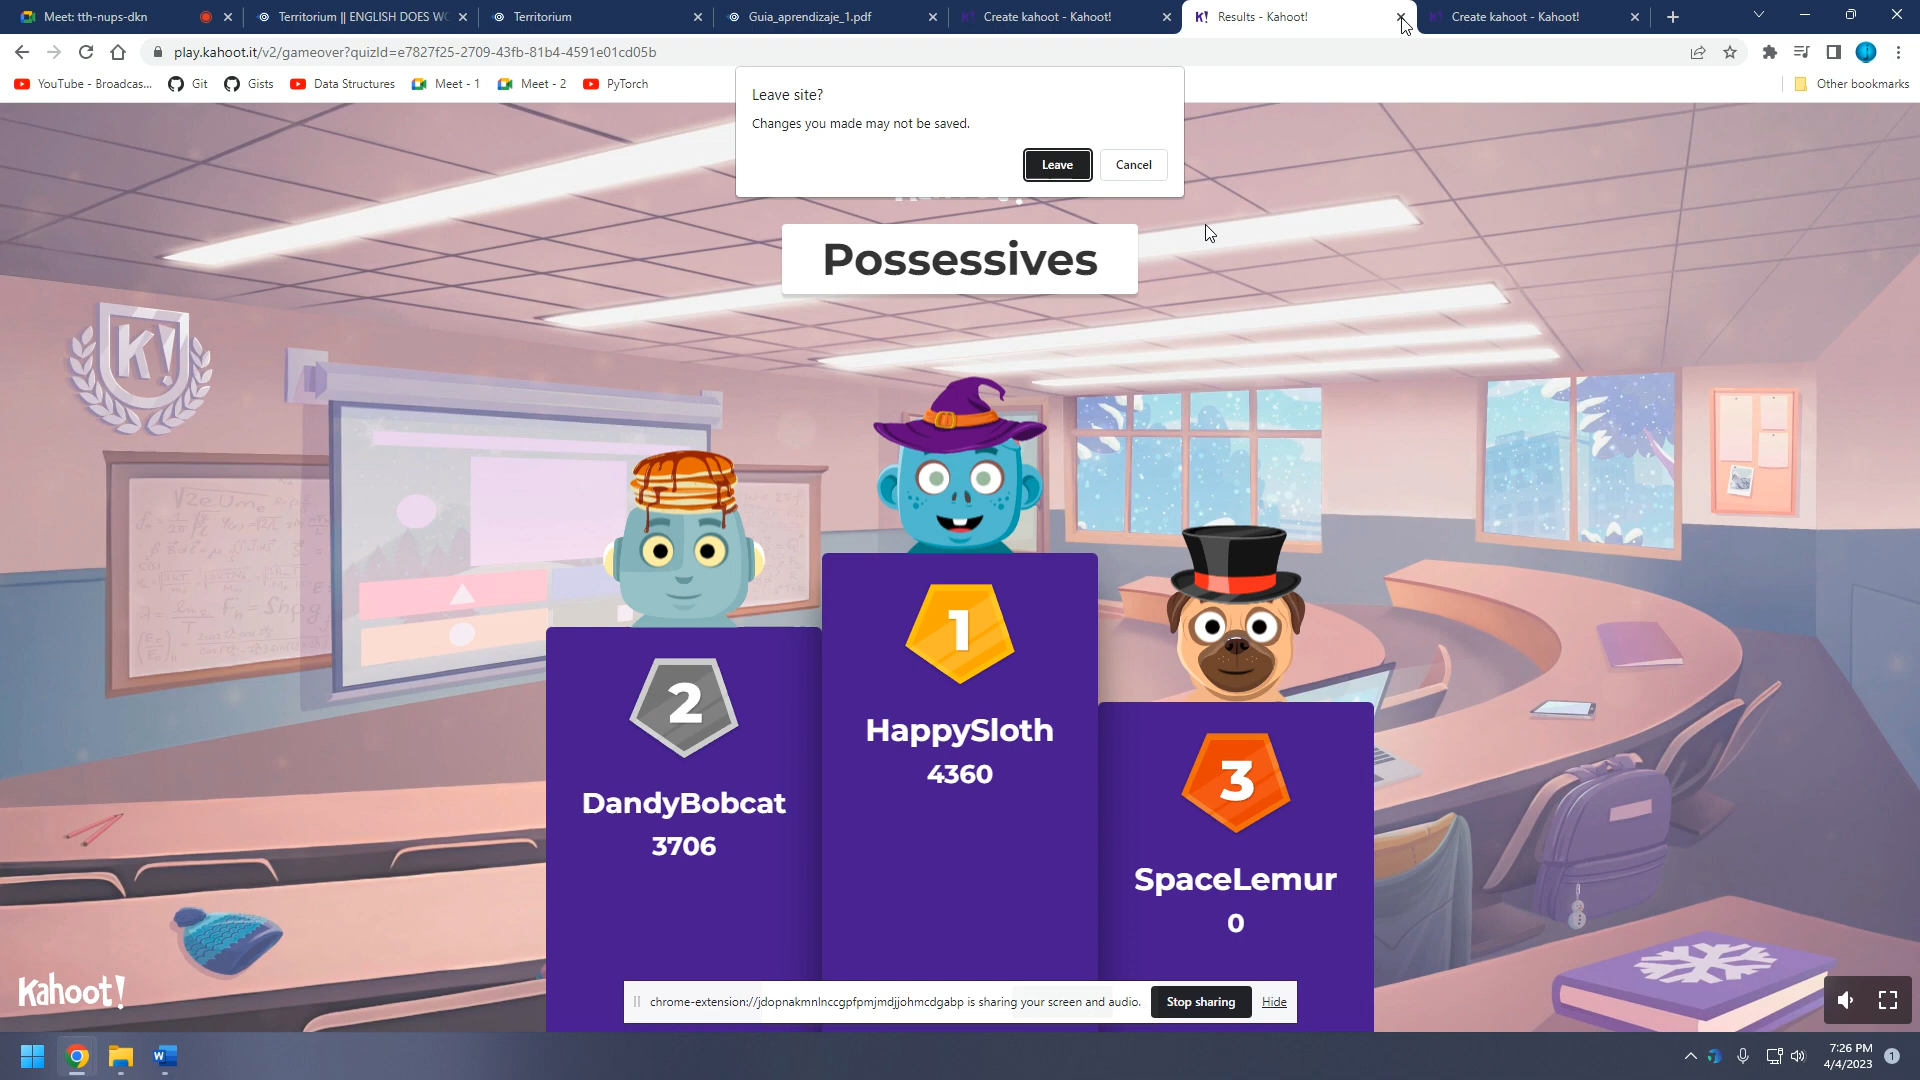 Meet: tth-nups-dkn
Territorium || ENGLISH DOES WO
Territorium
Guia_aprendizaje_1.pdf
Create kahoot - Kahoot!
K! Results - Kahoot!
Create kahoot - Kahoot!
play.kahoot.it/v2/gameover?quizId=e7827f25-2709-43fb-81b4-4591e01cd05b
YouTube - Broadcas...
Git
Gists
Data Structures
Meet - 1
Meet - 2
PyTorch
Other bookmarks
Leave site?
Changes you made may not be saved.
Leave
Cancel
Possessives
K!
1
HappySloth
4360
2
DandyBobcat
3706
3
SpaceLemur
0
Kahoot!
chrome-extension://jdopnakmnlnccgpfpmjmdjjohmcdgabp is sharing your screen and audio.
Stop sharing
Hide
7:26 PM
4/4/2023
1